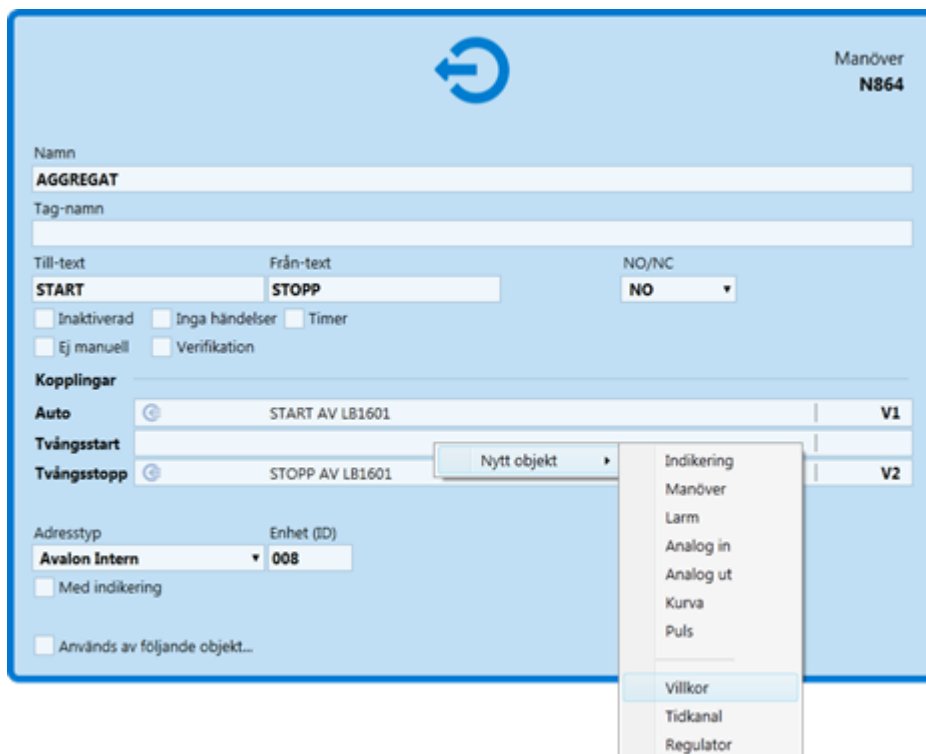 Manöver
N864
Namn
AGGREGAT
Tag-namn
Till-text Från-text NO/NC
START STOPP NO
Inaktiverad Inga händelser Timer
Ej manuell Verifikation
Kopplingar
Auto START AV LB1601 V1
Tvångsstart
Tvångsstopp STOPP AV LB1601 V2
Nytt objekt
Indikering
Manöver
Larm
Analog in
Analog ut
Kurva
Puls
Villkor
Tidkanal
Regulator
Adresstyp Enhet (ID)
Avalon Intern 008
Med indikering
Används av följande objekt...